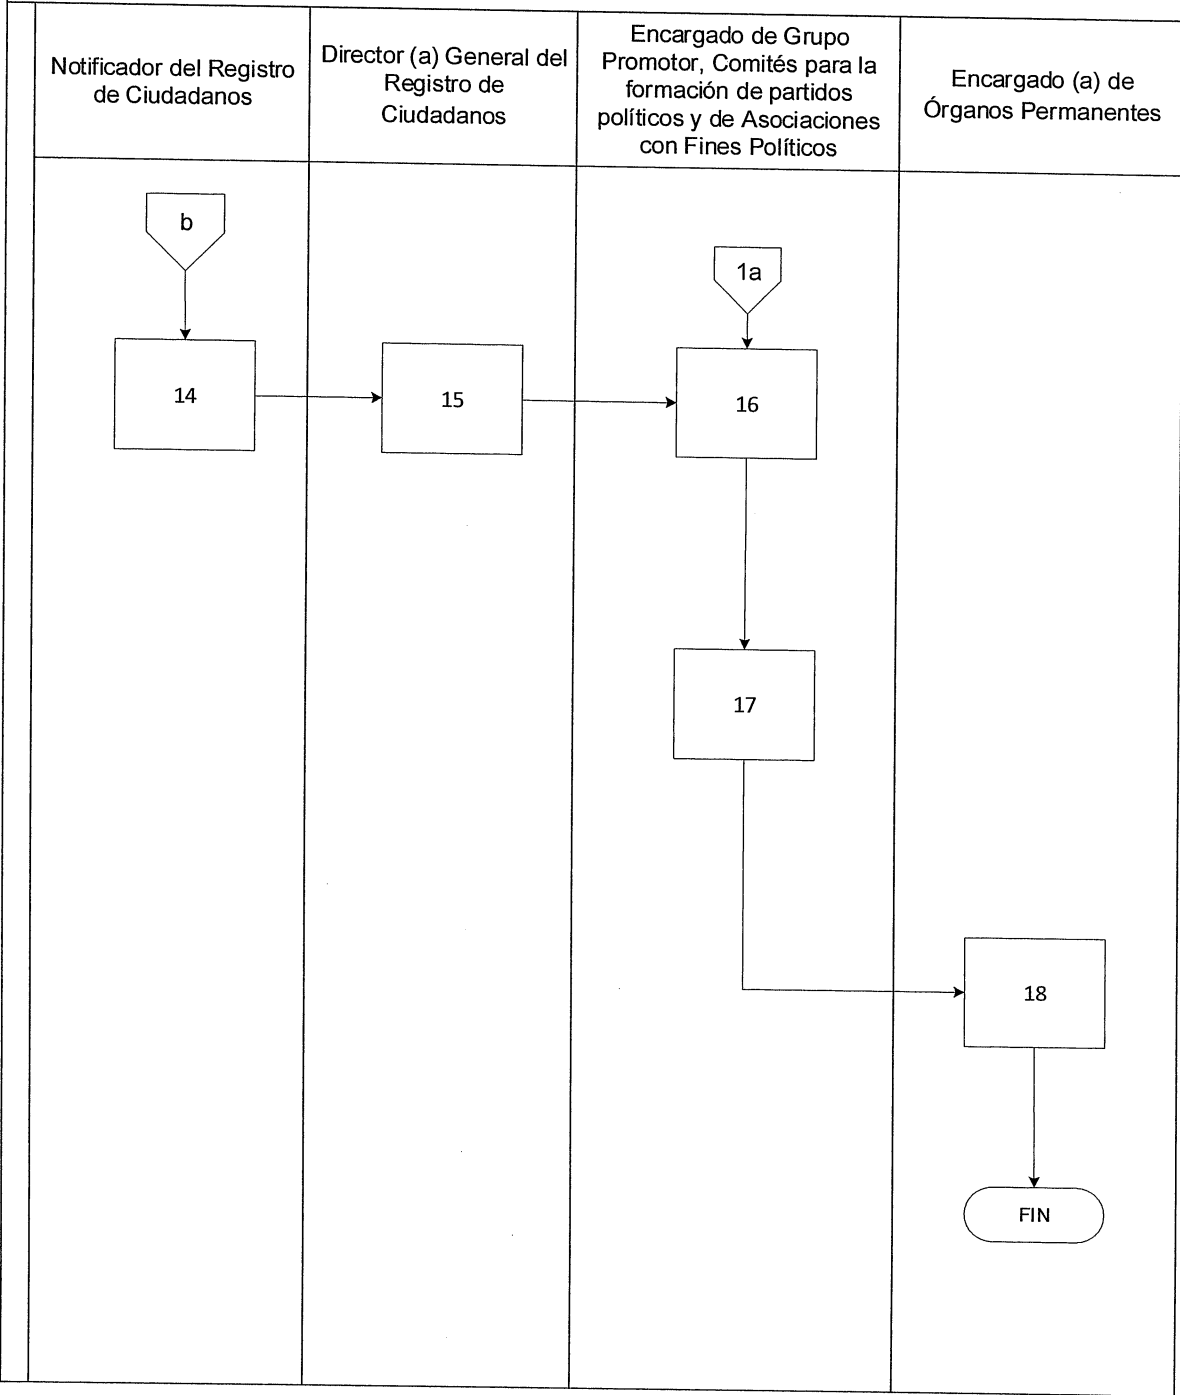 Notificador del Registro
de Ciudadanos
Director (a) General del
Registro de
Ciudadanos
Encargado de Grupo
Promotor, Comités para la
formación de partidos
políticos y de Asociaciones
con Fines Políticos
Encargado (a) de
Órganos Permanentes
b
1a
14
15
16
17
18
FIN